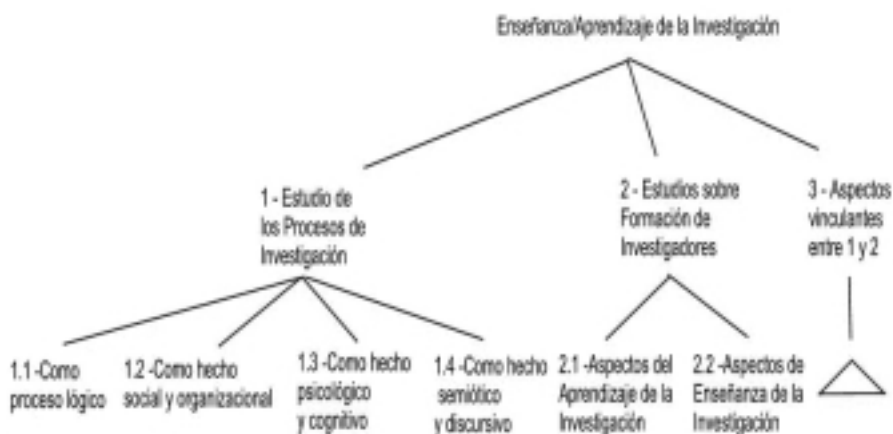 Enseñanza/Aprendizaje de la Investigación
1 - Estudio de
los Procesos de
Investigación
2 - Estudios sobre
Formación de
Investigadores
3 - Aspectos
vinculantes
entre 1 y 2
1.1 -Como
proceso lógico
1.2 -Como hecho
social y organizacional
1.3 -Como hecho
psicológico
y cognitivo
1.4 -Como hecho
semiótico
y discursivo
2.1 -Aspectos del
Aprendizaje de la
Investigación
2.2 -Aspectos de
Enseñanza de la
Investigación